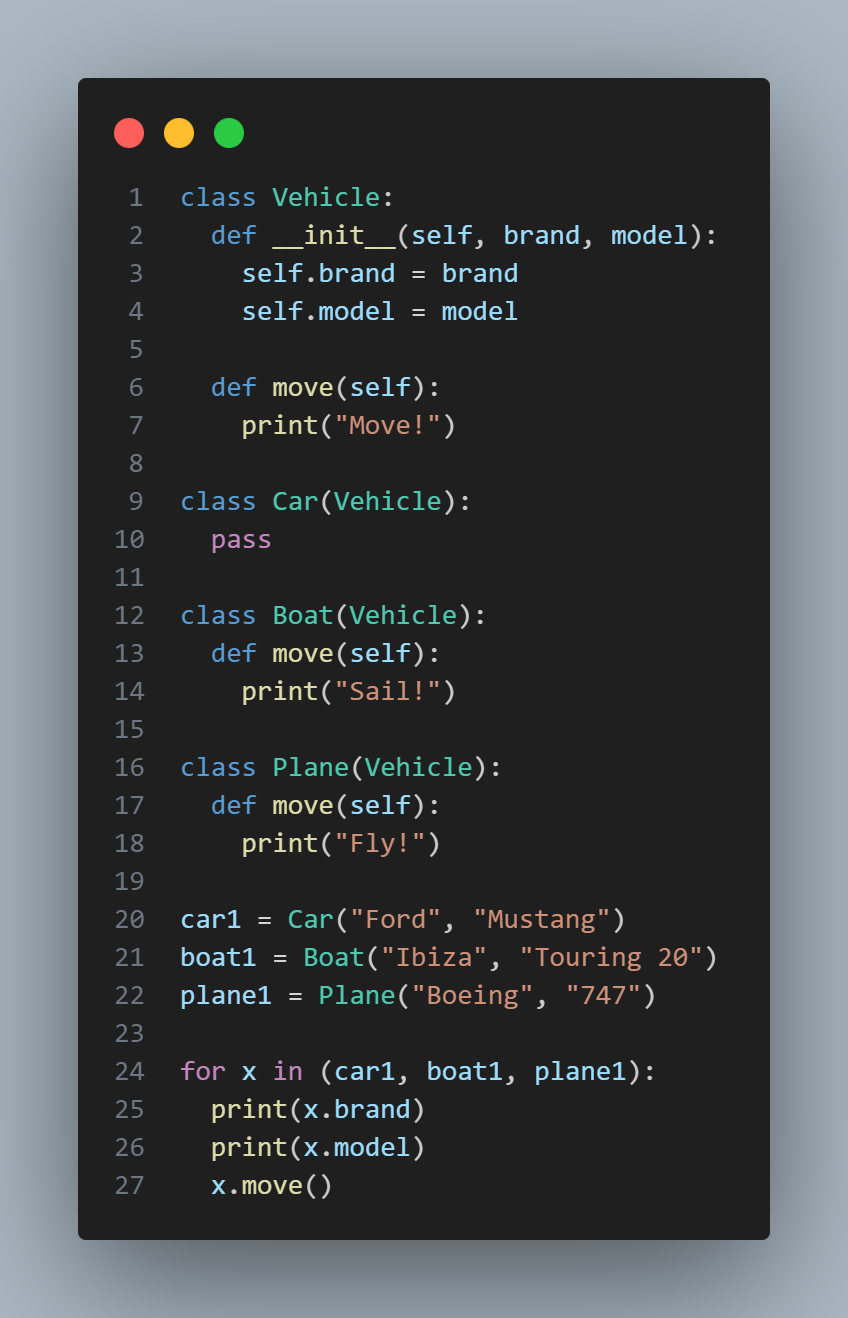 1 class Vehicle:
2   def __init__(self, brand, model):
3     self.brand = brand
4     self.model = model
5
6   def move(self):
7     print("Move!")
8
9 class Car(Vehicle):
10   pass
11
12 class Boat(Vehicle):
13   def move(self):
14     print("Sail!")
15
16 class Plane(Vehicle):
17   def move(self):
18     print("Fly!")
19
20 car1 = Car("Ford", "Mustang")
21 boat1 = Boat("Ibiza", "Touring 20")
22 plane1 = Plane("Boeing", "747")
23
24 for x in (car1, boat1, plane1):
25   print(x.brand)
26   print(x.model)
27   x.move()